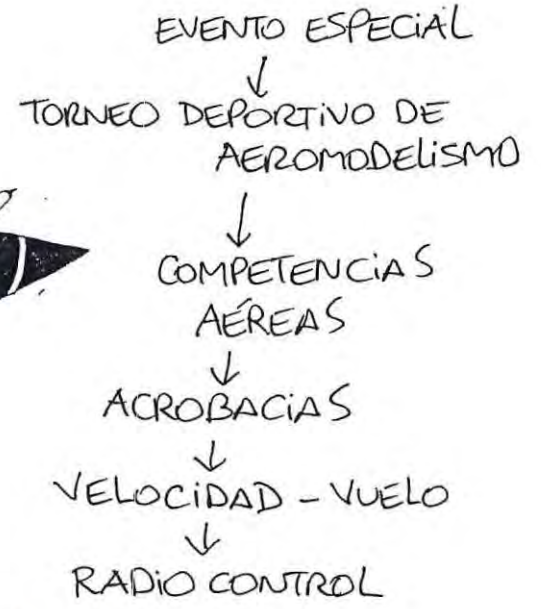 EVENTO ESPECIAL
↓
TORNEO DEPORTIVO DE
AEROMODELISMO
↓
COMPETENCIAS
AÉREAS
↓
ACROBACIAS
↓
VELOCIDAD - VUELO
↓
RADIO CONTROL